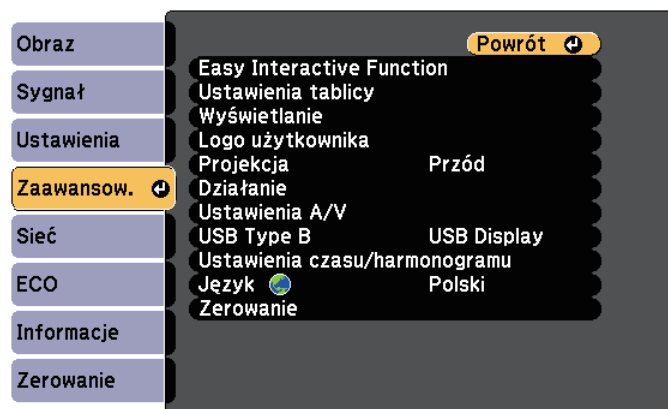 Obraz
Sygnał
Ustawienia
Zaawansow.
Sieć
ECO
Informacje
Zerowanie
Powrót
Easy Interactive Function
Ustawienia tablicy
Wyświetlanie
Logo użytkownika
Projekcja Przód
Działanie
Ustawienia A/V
USB Type B USB Display
Ustawienia czasu/harmonogramu
Język Polski
Zerowanie